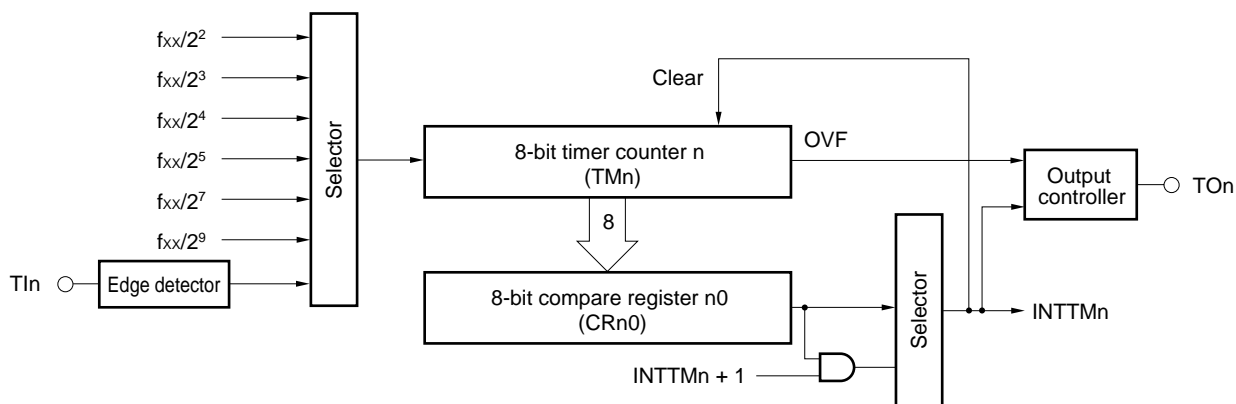 fxx/2²
fxx/2³
fxx/2⁴
fxx/2⁵
fxx/2⁷
fxx/2⁹
TIn
Edge detector
Selector
Clear
8-bit timer counter n
(TMn)
OVF
8
8-bit compare register n0
(CRn0)
INTTMn + 1
Selector
Output
controller
TOn
INTTMn